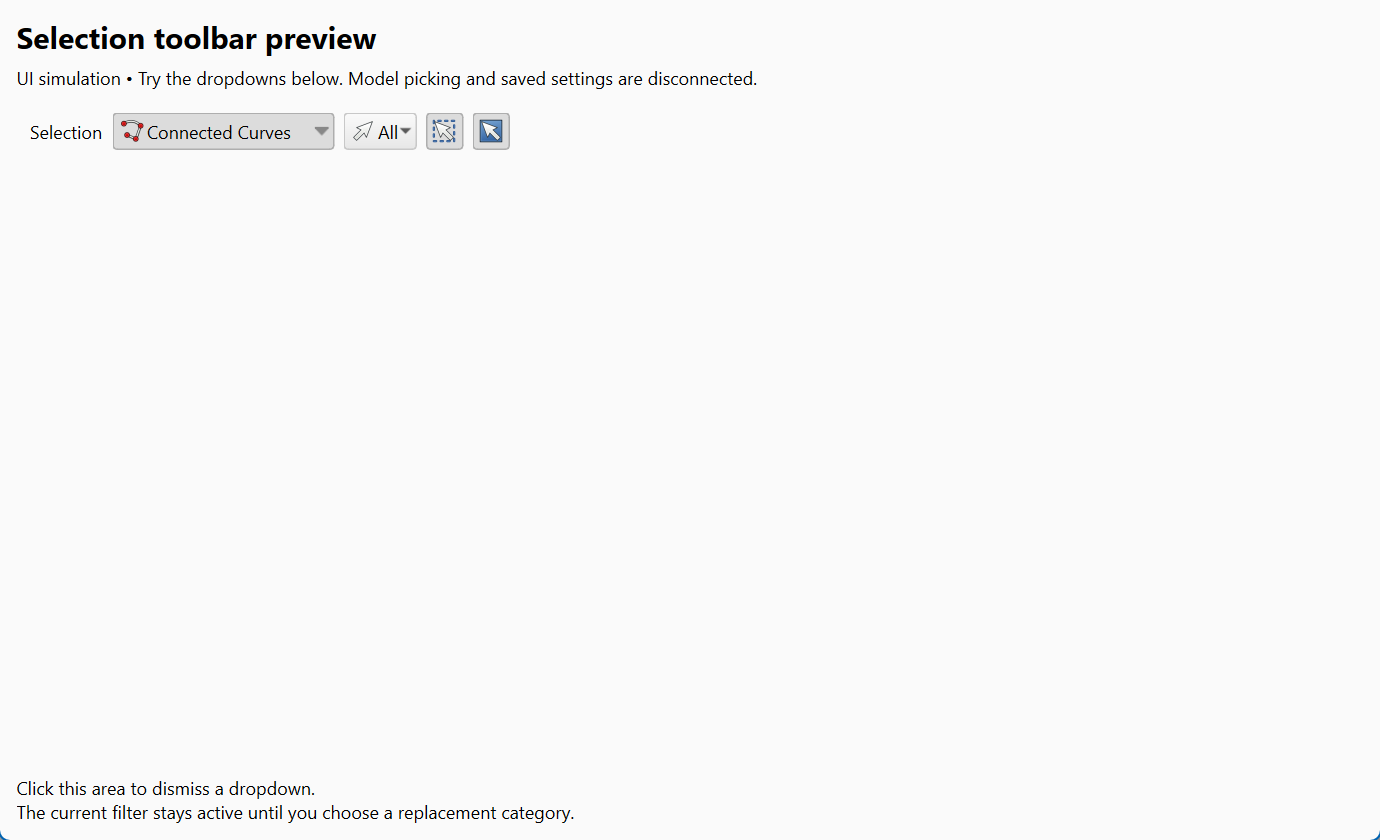 Selection toolbar preview
UI simulation • Try the dropdowns below. Model picking and saved settings are disconnected.
Selection Connected Curves All
Click this area to dismiss a dropdown.
The current filter stays active until you choose a replacement category.